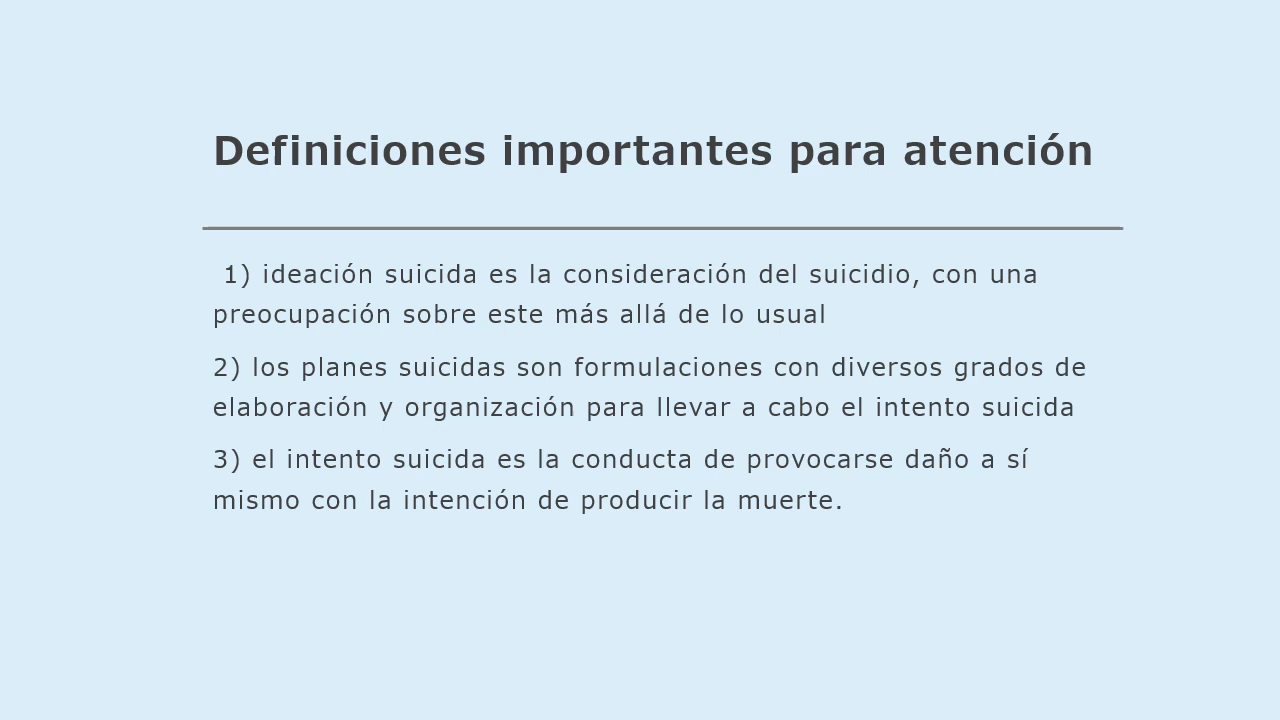 Definiciones importantes para atención
1) ideación suicida es la consideración del suicidio, con una
preocupación sobre este más allá de lo usual
2) los planes suicidas son formulaciones con diversos grados de
elaboración y organización para llevar a cabo el intento suicida
3) el intento suicida es la conducta de provocarse daño a sí
mismo con la intención de producir la muerte.